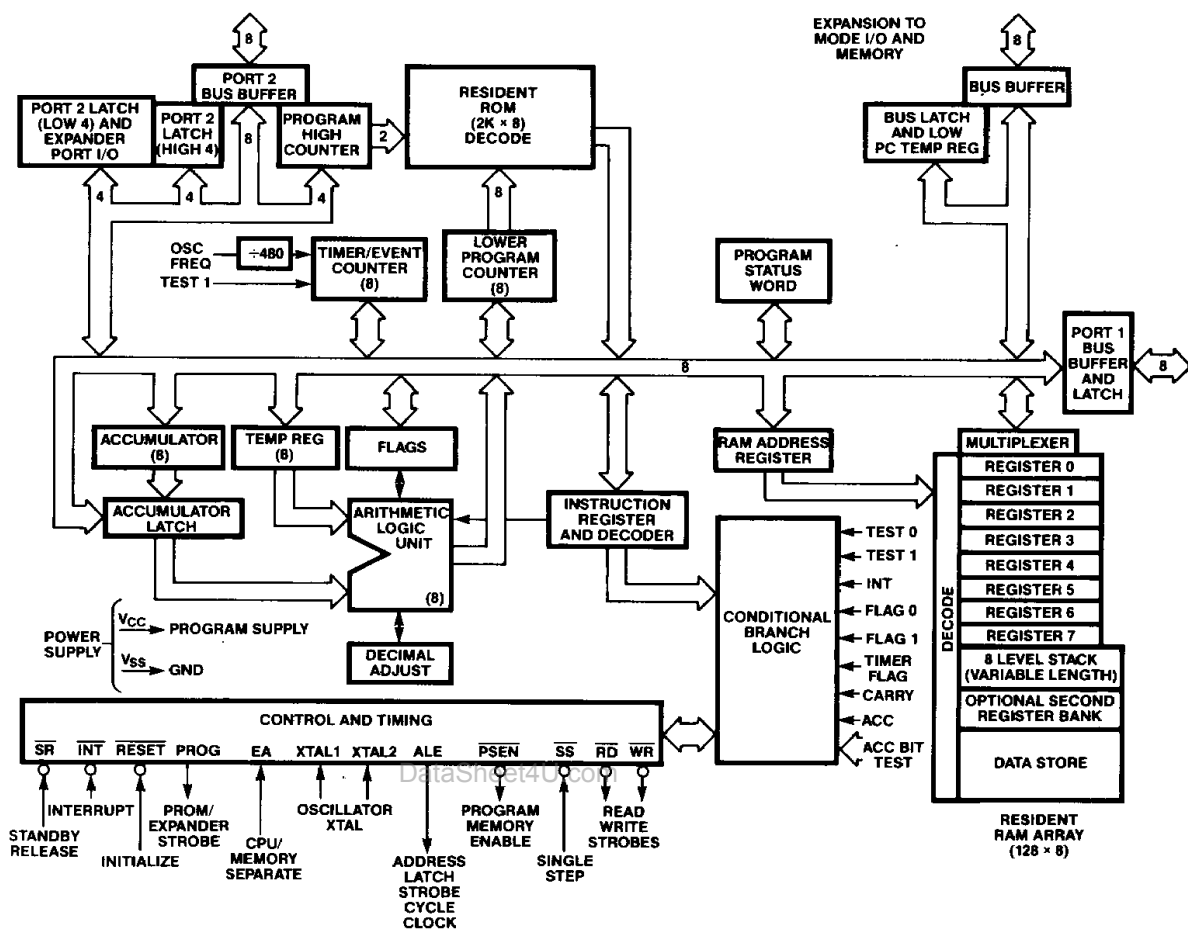 EXPANSION TO
MODE I/O AND
MEMORY
8
8
PORT 2
BUS BUFFER
BUS BUFFER
PORT 2 LATCH
(LOW 4) AND
EXPANDER
PORT I/O
PORT 2
LATCH
(HIGH 4)
8
PROGRAM
HIGH
COUNTER
2
RESIDENT
ROM
(2K × 8)
DECODE
BUS LATCH
AND LOW
PC TEMP REG
4
4
4
8
OSC
FREQ
÷480
TEST 1
TIMER/EVENT
COUNTER
(8)
LOWER
PROGRAM
COUNTER
(8)
PROGRAM
STATUS
WORD
PORT 1
BUS
BUFFER
AND
LATCH
8
8
ACCUMULATOR
(8)
TEMP REG
(8)
FLAGS
RAM ADDRESS
REGISTER
MULTIPLEXER
ACCUMULATOR
LATCH
ARITHMETIC
LOGIC
UNIT
(8)
INSTRUCTION
REGISTER
AND DECODER
DECIMAL
ADJUST
CONDITIONAL
BRANCH
LOGIC
TEST 0
TEST 1
INT
FLAG 0
FLAG 1
TIMER
FLAG
CARRY
ACC
ACC BIT
TEST
DECODE
REGISTER 0
REGISTER 1
REGISTER 2
REGISTER 3
REGISTER 4
REGISTER 5
REGISTER 6
REGISTER 7
8 LEVEL STACK
(VARIABLE LENGTH)
OPTIONAL SECOND
REGISTER BANK
DATA STORE
RESIDENT
RAM ARRAY
(128 × 8)
POWER
SUPPLY
VCC
PROGRAM SUPPLY
VSS
GND
CONTROL AND TIMING
SR INT RESET PROG EA XTAL1 XTAL2 ALE PSEN SS RD WR
DataSheet4U.com
STANDBY
RELEASE
INTERRUPT
INITIALIZE
PROM/
EXPANDER
STROBE
CPU/
MEMORY
SEPARATE
OSCILLATOR
XTAL
ADDRESS
LATCH
STROBE
CYCLE
CLOCK
PROGRAM
MEMORY
ENABLE
SINGLE
STEP
READ
WRITE
STROBES